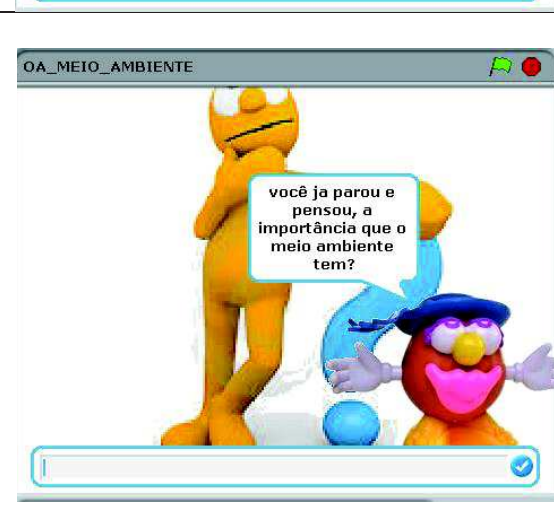 OA_MEIO_AMBIENTE
você ja parou e
pensou, a
importância que o
meio ambiente
tem?